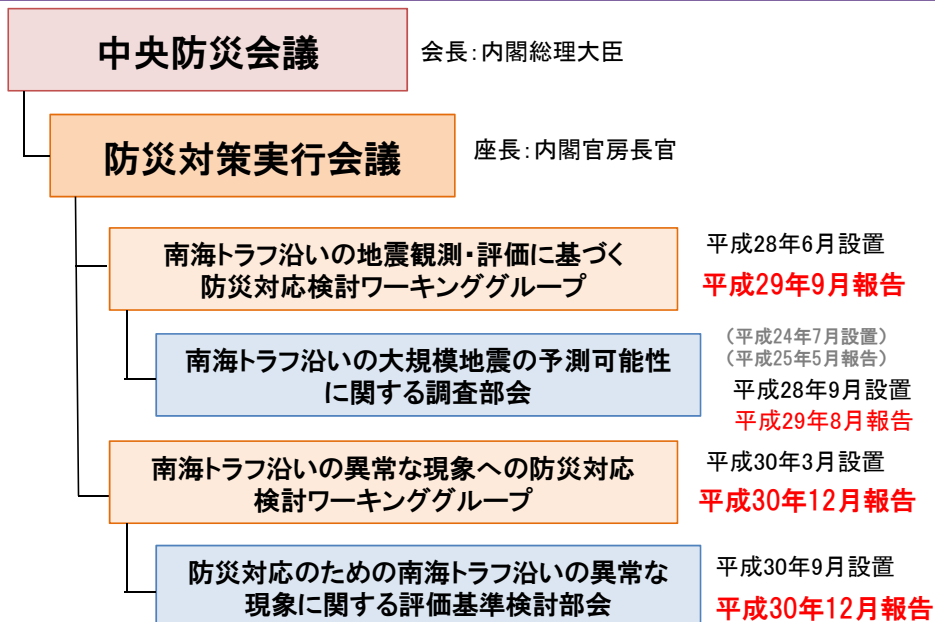 中央防災会議
会長:内閣総理大臣
防災対策実行会議
座長:内閣官房長官
南海トラフ沿いの地震観測・評価に基づく
防災対応検討ワーキンググループ
平成28年6月設置
平成29年9月報告
南海トラフ沿いの大規模地震の予測可能性
に関する調査部会
(平成24年7月設置)
(平成25年5月報告)
平成28年9月設置
平成29年8月報告
南海トラフ沿いの異常な現象への防災対応
検討ワーキンググループ
平成30年3月設置
平成30年12月報告
防災対応のための南海トラフ沿いの異常な
現象に関する評価基準検討部会
平成30年9月設置
平成30年12月報告